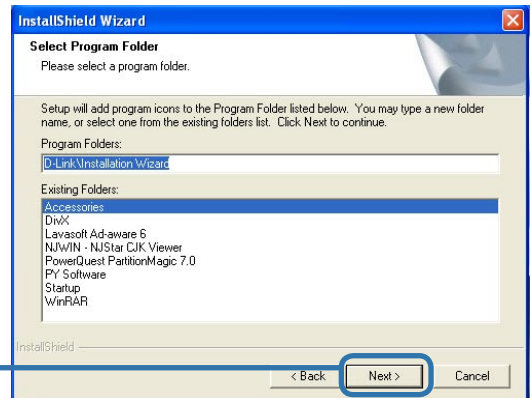 InstallShield Wizard
Select Program Folder
Please select a program folder.
Setup will add program icons to the Program Folder listed below. You may type a new folder
name, or select one from the existing folders list. Click Next to continue.
Program Folders:
D-Link\Installation Wizard
Existing Folders:
Accessories
DivX
Lavasoft Ad-aware 6
NJWIN - NJStar CJK Viewer
PowerQuest PartitionMagic 7.0
PY Software
Startup
WinRAR
InstallShield
< Back Next > Cancel